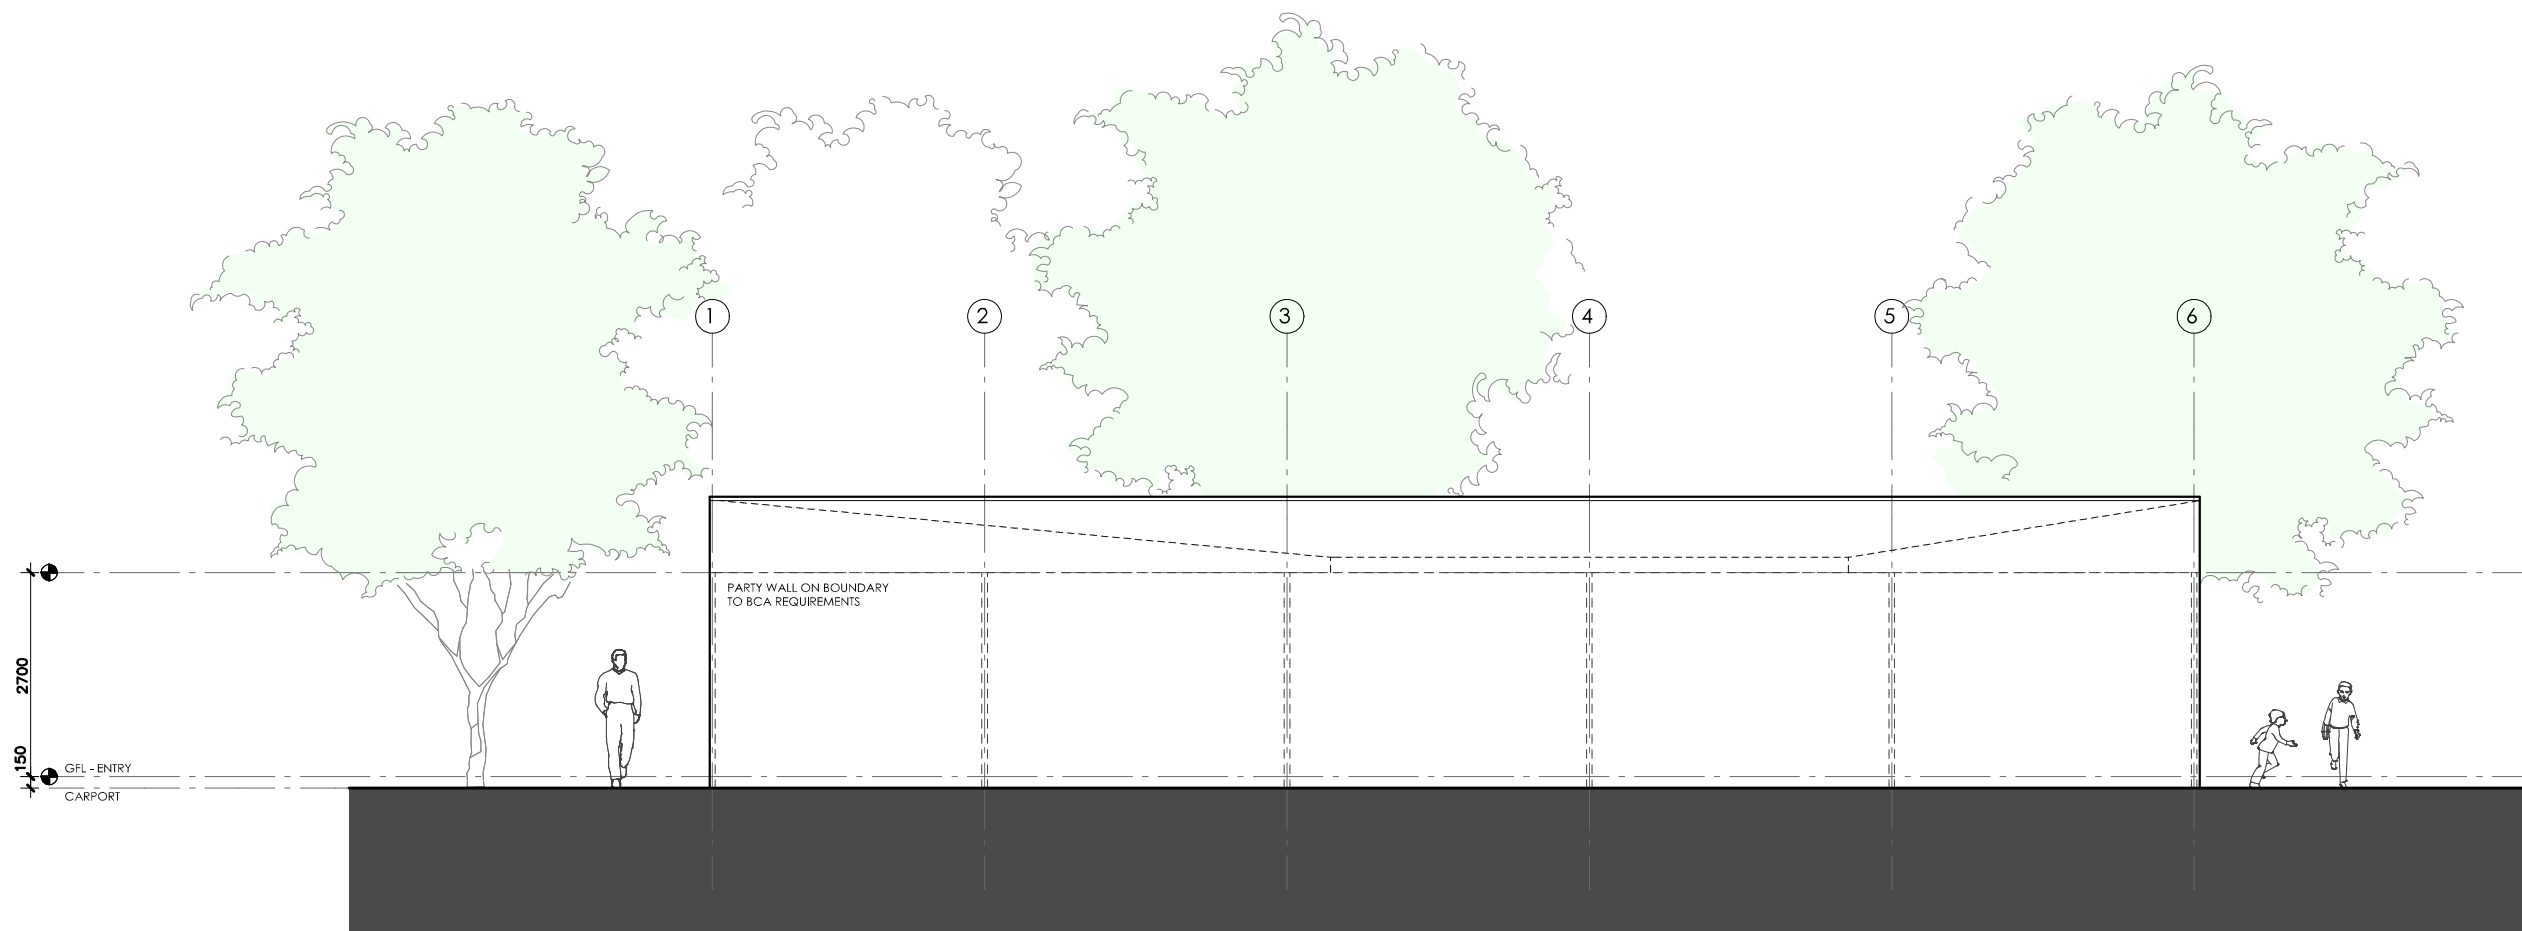 1
2
3
4
5
6
PARTY WALL ON BOUNDARY
TO BCA REQUIREMENTS
2700
150
GFL - ENTRY
CARPORT